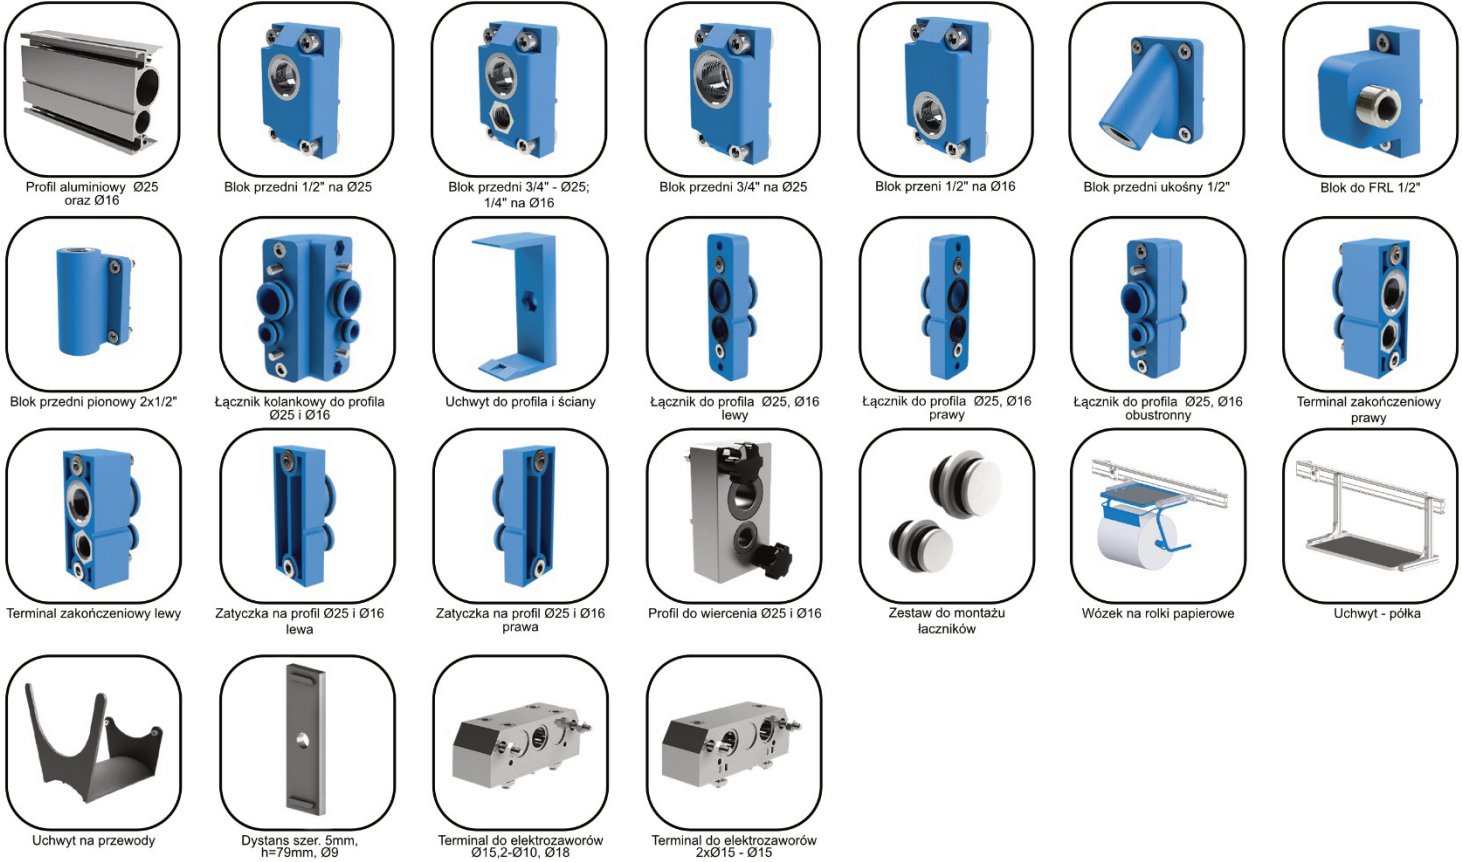 Profil aluminiowy Ø25
oraz Ø16
Blok przedni 1/2" na Ø25
Blok przedni 3/4" - Ø25;
1/4" na Ø16
Blok przedni 3/4" na Ø25
Blok przeni 1/2" na Ø16
Blok przedni ukośny 1/2"
Blok do FRL 1/2"
Blok przedni pionowy 2x1/2"
Łącznik kolankowy do profila
Ø25 i Ø16
Uchwyt do profila i ściany
Łącznik do profila Ø25, Ø16
lewy
Łącznik do profila Ø25, Ø16
prawy
Łącznik do profila Ø25, Ø16
obustronny
Terminal zakończeniowy
prawy
Terminal zakończeniowy lewy
Zatyczka na profil Ø25 i Ø16
lewa
Zatyczka na profil Ø25 i Ø16
prawa
Profil do wiercenia Ø25 i Ø16
Zestaw do montażu
łaczników
Wózek na rolki papierowe
Uchwyt - półka
Uchwyt na przewody
Dystans szer. 5mm,
h=79mm, Ø9
Terminal do elektrozaworów
Ø15,2-Ø10, Ø18
Terminal do elektrozaworów
2xØ15 - Ø15